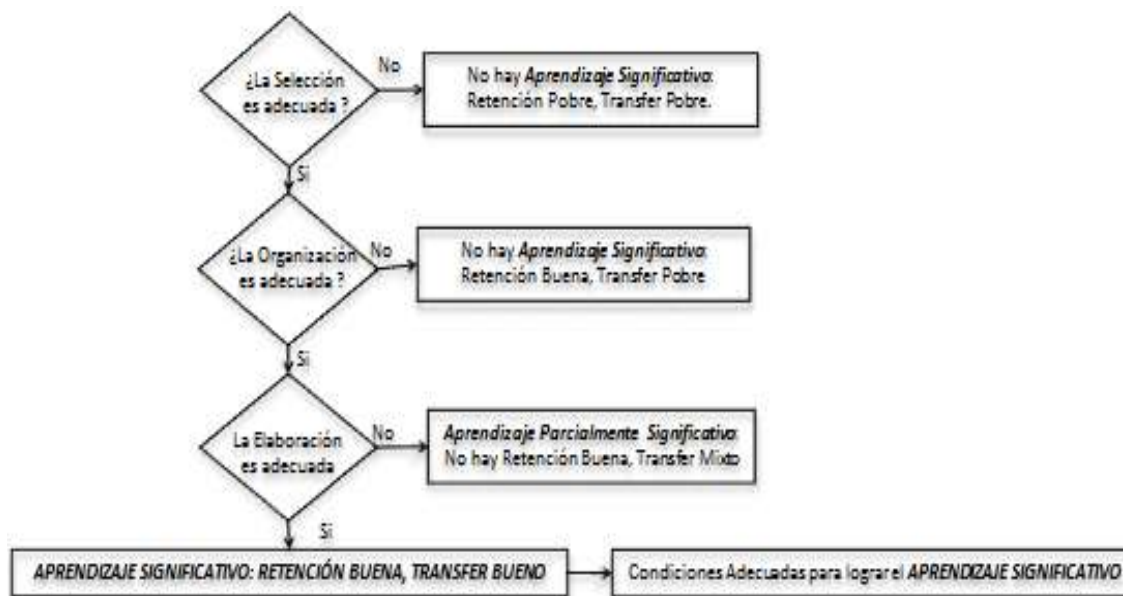 ¿La Selección
es adecuada ?
No
No hay Aprendizaje Significativo:
Retención Pobre, Transfer Pobre.
Si
¿La Organización
es adecuada ?
No
No hay Aprendizaje Significativo:
Retención Buena, Transfer Pobre
Si
La Elaboración
es adecuada
No
Aprendizaje Parcialmente Significativo:
No hay Retención Buena, Transfer Mixto
Si
APRENDIZAJE SIGNIFICATIVO: RETENCIÓN BUENA, TRANSFER BUENO
Condiciones Adecuadas para lograr el APRENDIZAJE SIGNIFICATIVO